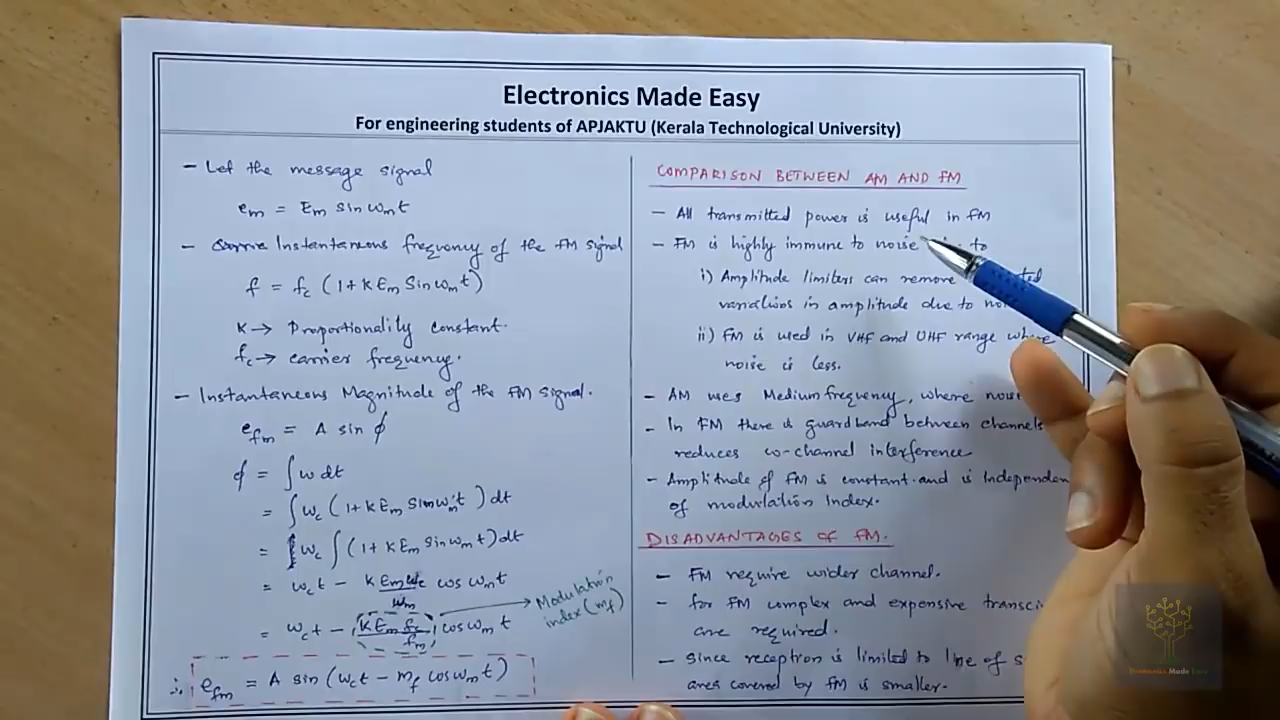 Electronics Made Easy
For engineering students of APJAKTU (Kerala Technological University)
- Let the message signal
em = Em sin ωmt
- Instantaneous frequency of the FM signal
f = fc (1 + K Em Sin ωmt)
K → Proportionality constant.
fc → carrier frequency.
- Instantaneous Magnitude of the FM signal.
efm = A sin ϕ
ϕ = ∫ ω dt
= ∫ ωc (1 + K Em Sin ωmt) dt
= ωc ∫ (1 + K Em sin ωm t) dt
= ωct - K Em ωc / ωm cos ωmt
= ωct - (K Em fc / fm) cos ωm t → Modulation index (mf)
∴ efm = A sin (ωct - mf cos ωmt)
COMPARISON BETWEEN AM AND FM
- All transmitted power is useful in FM
- FM is highly immune to noise to
i) Amplitude limiters can remove
variations in amplitude due to
ii) FM is used in VHF and UHF range where
noise is less.
- AM uses Medium frequency, where
- In FM there is guard band between channels
reduces co-channel interference
- Amplitude of FM is constant and is
of modulation Index.
DISADVANTAGES OF FM.
- FM require wider channel.
- for FM complex and expensive
are required.
- since reception is limited to line of
area covered by FM is smaller.
Electronics Made Easy